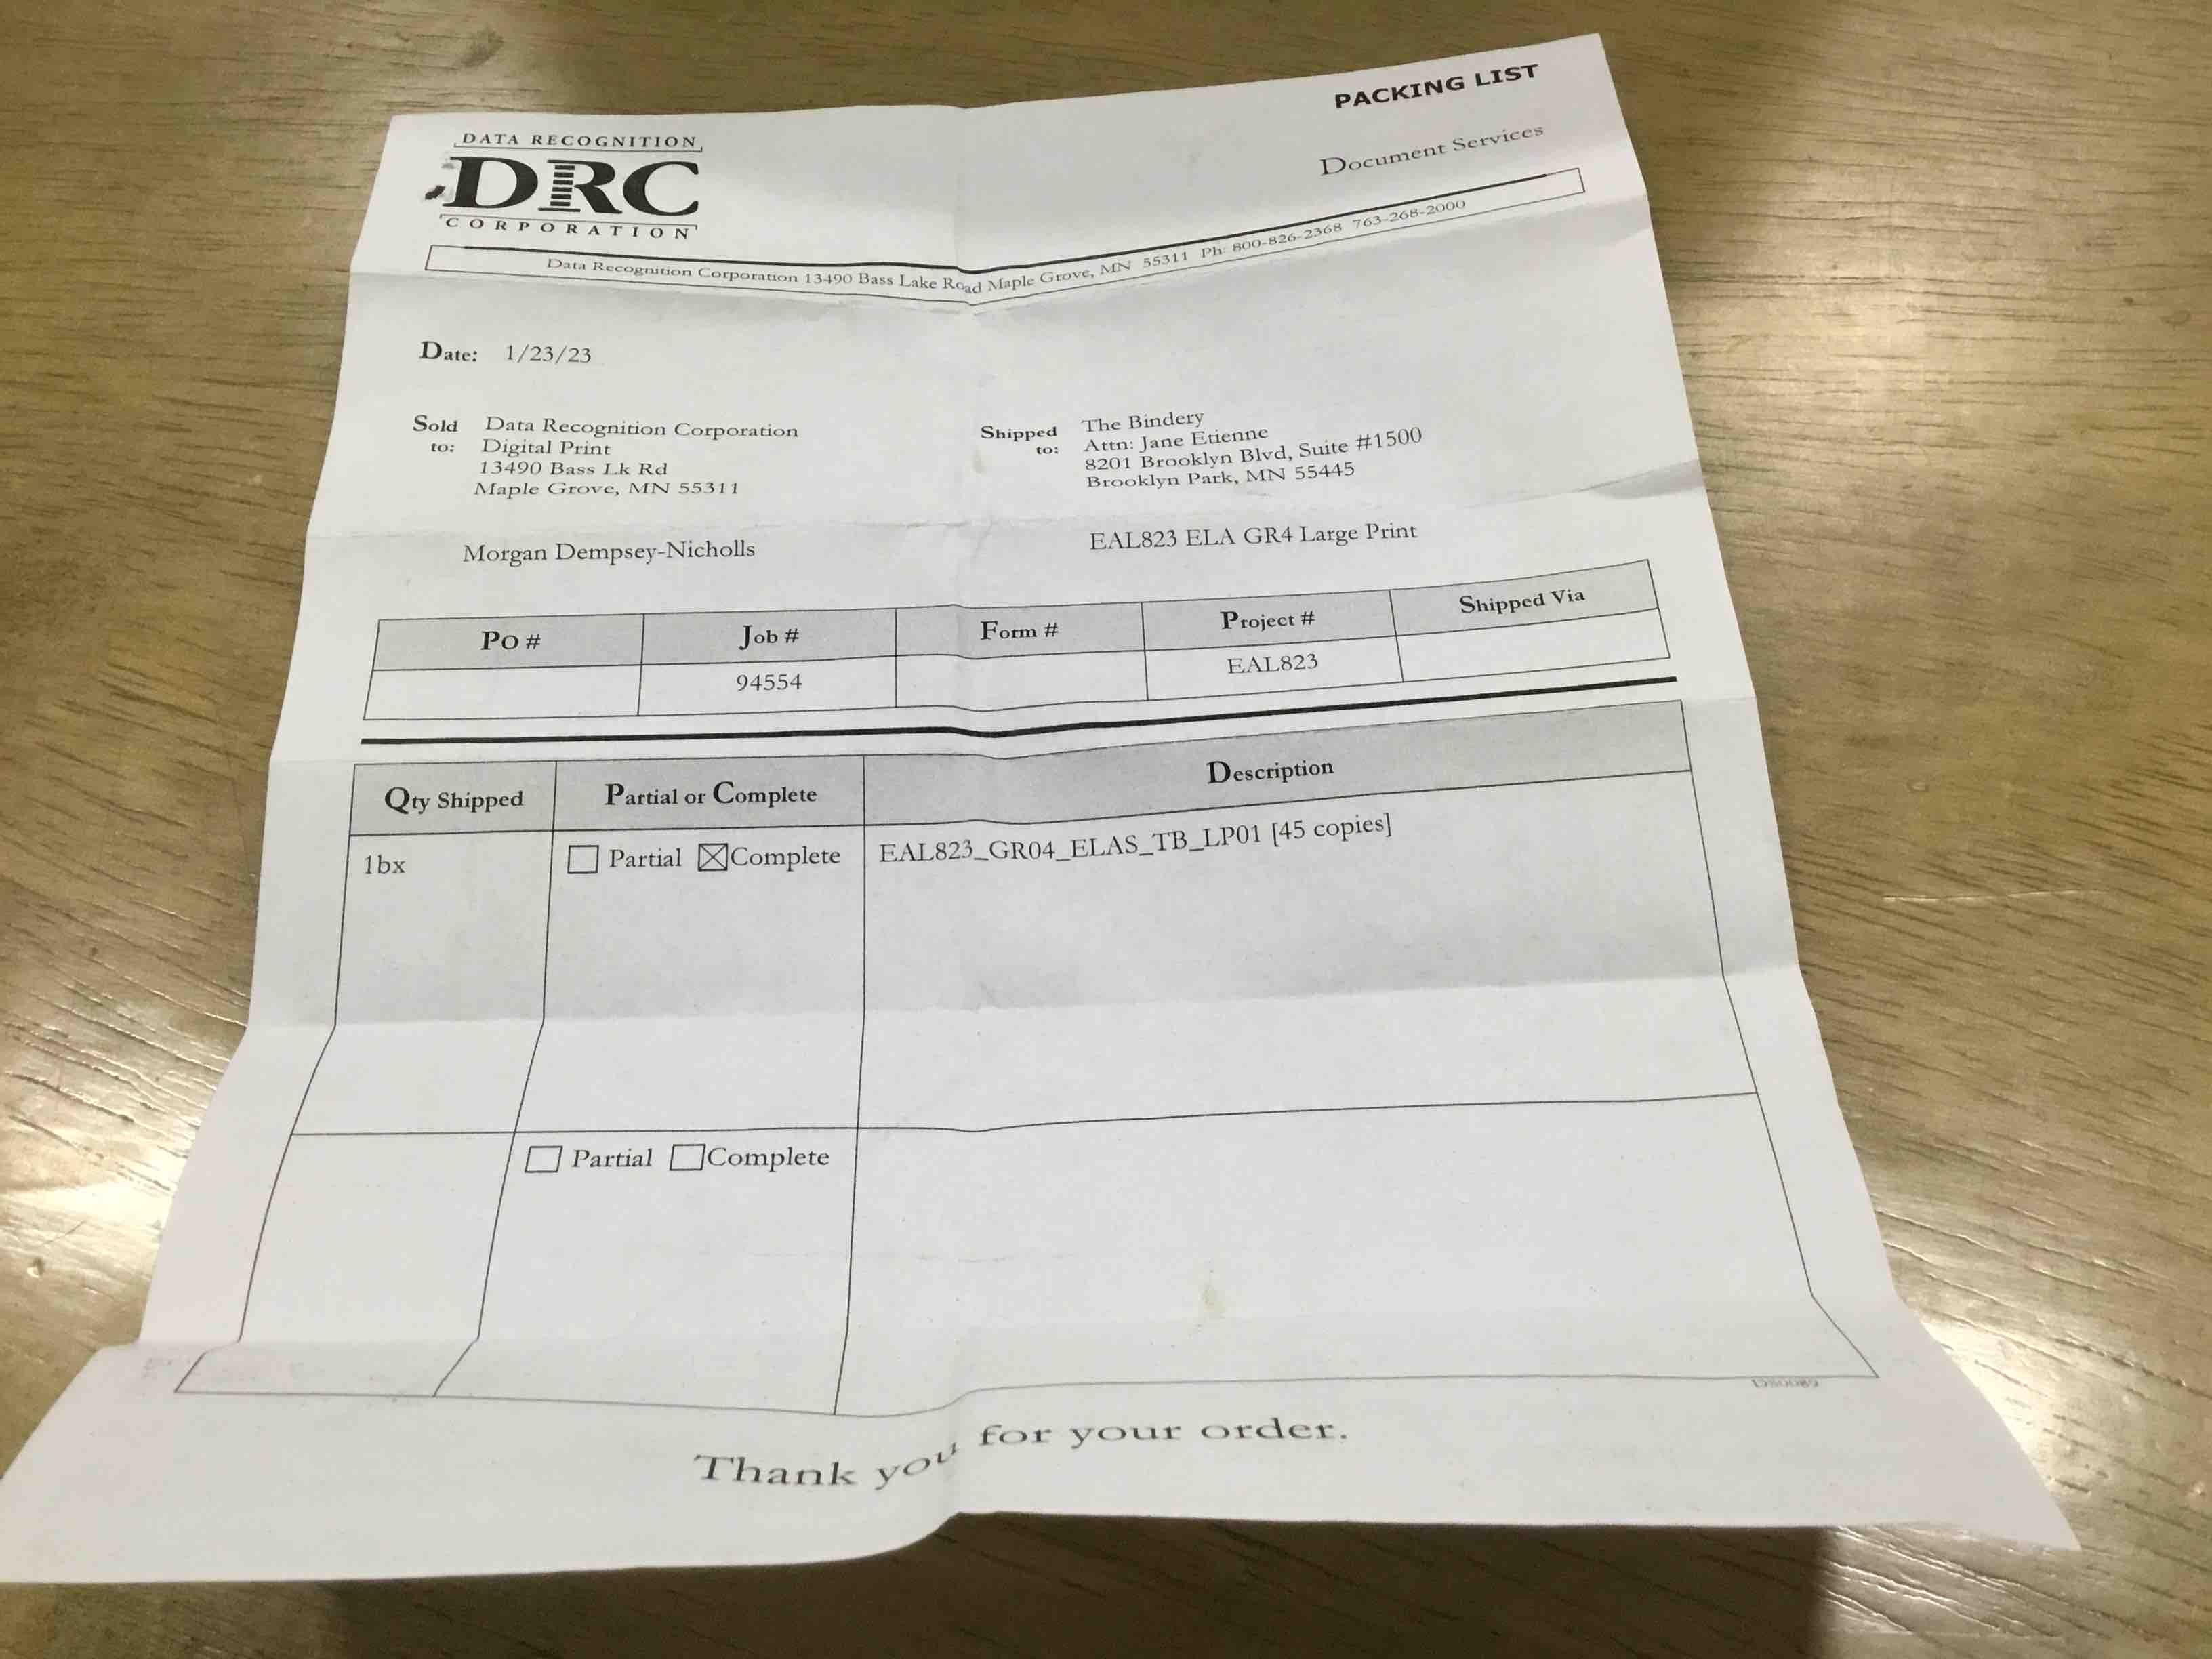 PACKING LIST
DATA RECOGNITION
DRC
CORPORATION
Document Services
Data Recognition Corporation 13490 Bass Lake Road Maple Grove, MN 55311 Ph: 800-826-2368 763-268-2000
Date: 1/23/23
Sold to: Data Recognition Corporation
Digital Print
13490 Bass Lk Rd
Maple Grove, MN 55311
Shipped to: The Bindery
Attn: Jane Etienne
8201 Brooklyn Blvd, Suite #1500
Brooklyn Park, MN 55445
Morgan Dempsey-Nicholls
EAL823 ELA GR4 Large Print
PO # Job # Form # Project # Shipped Via
94554 EAL823
Qty Shipped Partial or Complete Description
1bx Partial Complete EAL823_GR04_ELAS_TB_LP01 [45 copies]
Partial Complete
Thank you for your order.